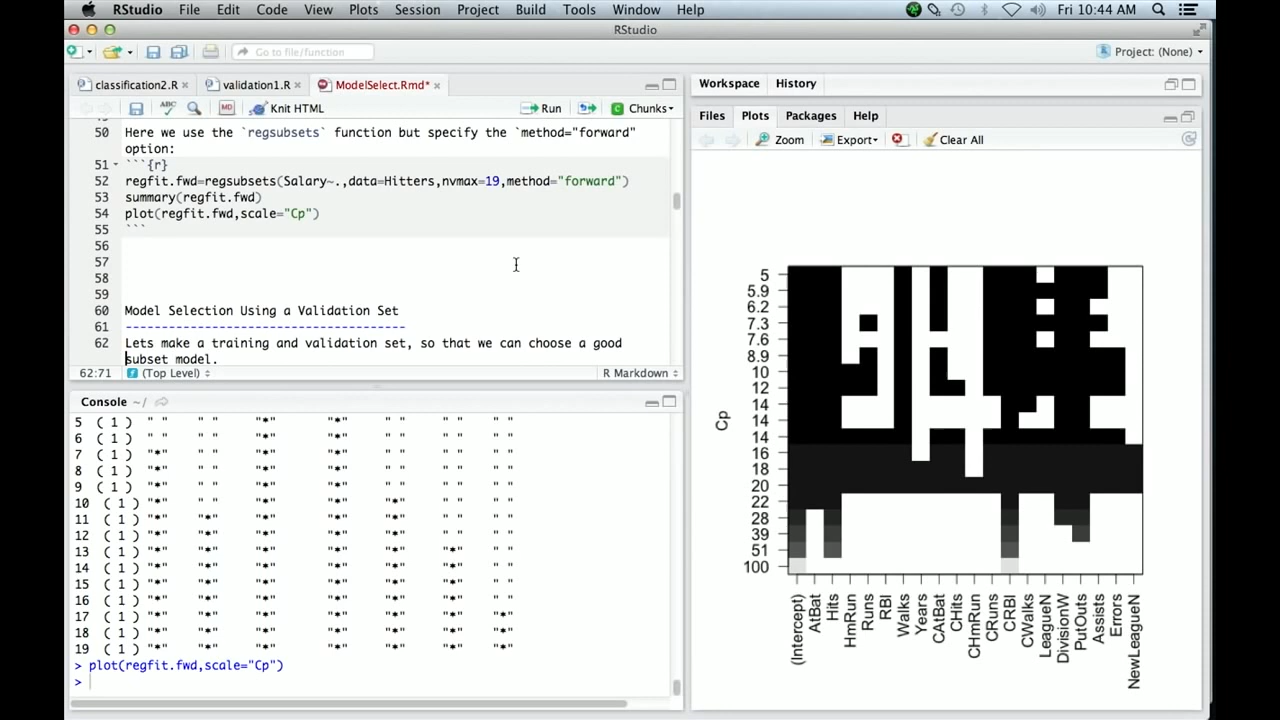 RStudio File Edit Code View Plots Session Project Build Tools Window Help Fri 10:44 AM
RStudio
Go to file/function Project: (None)
classification2.R validation1.R ModelSelect.Rmd*
Knit HTML Run Chunks
50 Here we use the `regsubsets` function but specify the `method="forward"
option:
51 ```{r}
52 regfit.fwd=regsubsets(Salary~.,data=Hitters,nvmax=19,method="forward")
53 summary(regfit.fwd)
54 plot(regfit.fwd,scale="Cp")
55 ```
56
57
58
59
60 Model Selection Using a Validation Set
61 ---------------------------------------
62 Lets make a training and validation set, so that we can choose a good
subset model.
62:71 (Top Level) R Markdown
Console ~/
5 ( 1 ) " " " " "*" "*" " " " " " "
6 ( 1 ) " " " " "*" "*" " " " " " "
7 ( 1 ) "*" " " "*" "*" " " " " " "
8 ( 1 ) "*" " " "*" "*" " " " " " "
9 ( 1 ) "*" " " "*" "*" " " " " " "
10 ( 1 ) "*" " " "*" "*" "*" " " " "
11 ( 1 ) "*" "*" "*" "*" "*" " " " "
12 ( 1 ) "*" "*" "*" "*" "*" " " " "
13 ( 1 ) "*" "*" "*" "*" "*" "*" " "
14 ( 1 ) "*" "*" "*" "*" "*" "*" " "
15 ( 1 ) "*" "*" "*" "*" "*" "*" " "
16 ( 1 ) "*" "*" "*" "*" "*" "*" " "
17 ( 1 ) "*" "*" "*" "*" "*" "*" "*"
18 ( 1 ) "*" "*" "*" "*" "*" "*" "*"
19 ( 1 ) "*" "*" "*" "*" "*" "*" "*"
> plot(regfit.fwd,scale="Cp")
>
Workspace History
Files Plots Packages Help
Zoom Export Clear All
Cp
5
5.9
6.2
7.3
7.6
8.9
10
12
14
14
14
16
18
20
22
28
39
51
100
(Intercept)
AtBat
Hits
HmRun
Runs
RBI
Walks
Years
CAtBat
CHits
CHmRun
CRuns
CRBI
CWalks
LeagueN
DivisionW
PutOuts
Assists
Errors
NewLeagueN